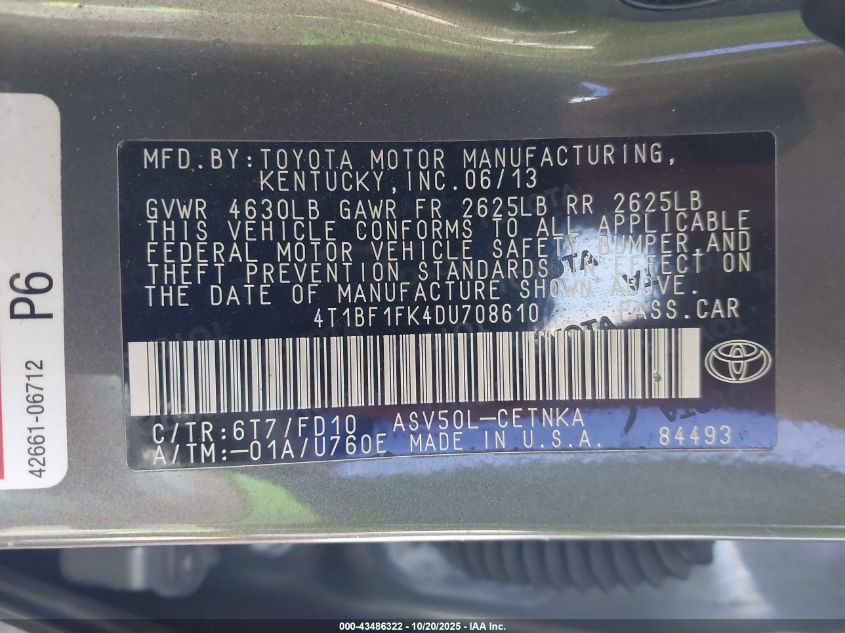 MFD.BY:TOYOTA MOTOR MANUFACTURING,
KENTUCKY,INC.06/13
GVWR 4630LB GAWR FR 2625LB RR 2625LB
THIS VEHICLE CONFORMS TO ALL APPLICABLE
FEDERAL MOTOR VEHICLE SAFETY BUMPER,AND
THEFT PREVENTION STANDARDS IN EFFECT ON
THE DATE OF MANUFACTURE SHOWN ABOVE.
4T1BF1FK4DU708610 PASS.CAR
C/TR:6T7/FD10 ASV50L-CETNKA
A/TM:-01A/U760E MADE IN U.S.A. 84493
P6
42661-06712
000-43486322 - 10/20/2025 - IAA Inc.